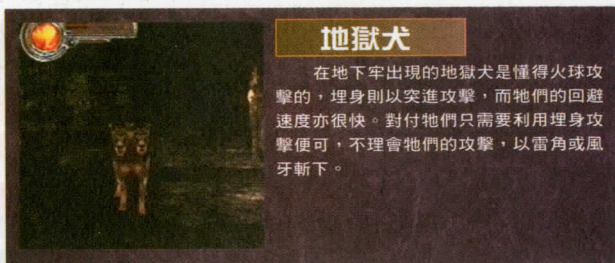 地獄犬
在地下牢出現的地獄犬是懂得火球攻
擊的，埋身則以突進攻擊，而牠們的回避
速度亦很快。對付牠們只需要利用埋身攻
擊便可，不理會牠們的攻擊，以雷角或風
牙斬下。